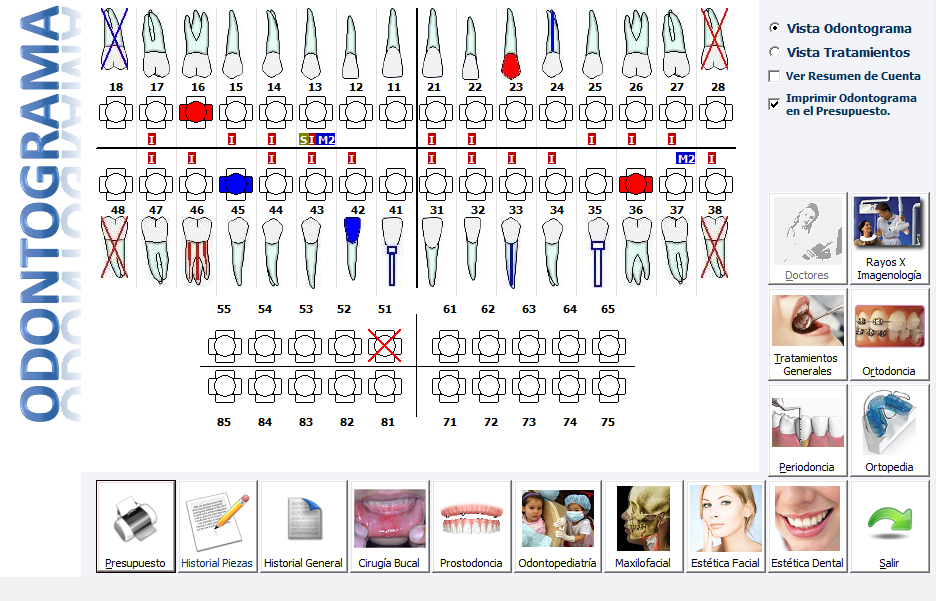 ODONTOGRAMA
18 17 16 15 14 13 12 11 21 22 23 24 25 26 27 28
I I I S I M2 I I I I I
I I I I I I I I I M2 I
48 47 46 45 44 43 42 41 31 32 33 34 35 36 37 38
55 54 53 52 51 61 62 63 64 65
85 84 83 82 81 71 72 73 74 75
Vista Odontograma
Vista Tratamientos
Ver Resumen de Cuenta
Imprimir Odontograma
en el Presupuesto.
Doctores
Rayos X
Imagenología
Tratamientos
Generales
Ortodoncia
Periodoncia
Ortopedia
Presupuesto
Historial Piezas
Historial General
Cirugía Bucal
Prostodoncia
Odontopediatría
Maxilofacial
Estética Facial
Estética Dental
Salir